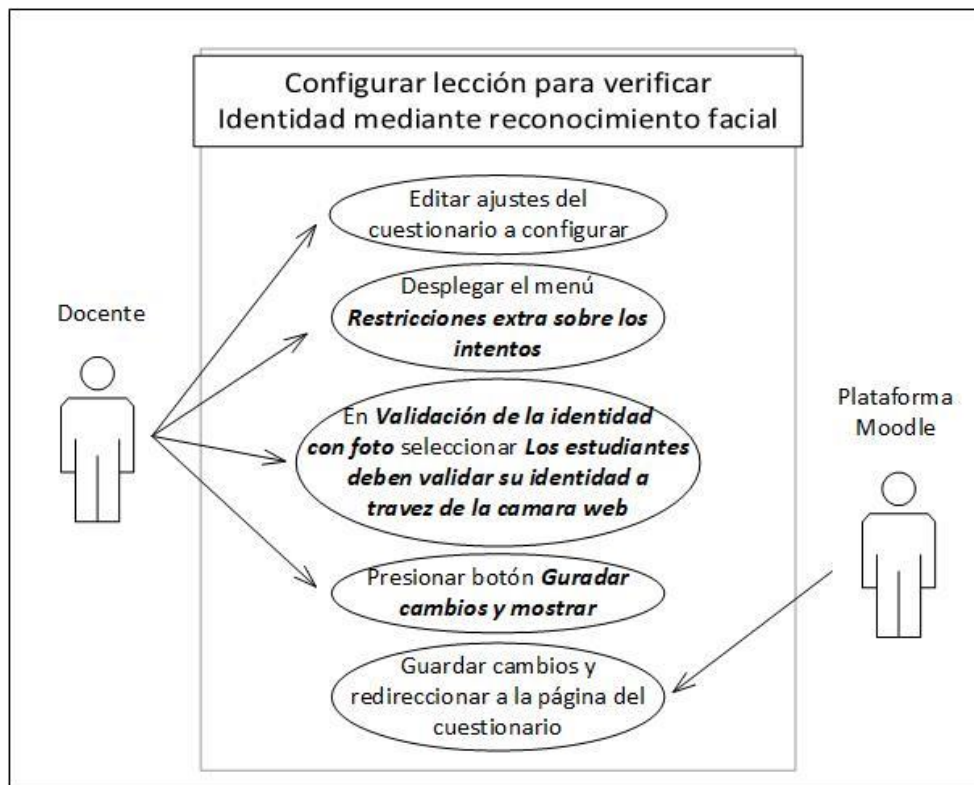 Configurar lección para verificar
Identidad mediante reconocimiento facial
Editar ajustes del
cuestionario a configurar
Desplegar el menú
Restricciones extra sobre los
intentos
Docente
En Validación de la identidad
con foto seleccionar Los estudiantes
deben validar su identidad a
travez de la camara web
Plataforma
Moodle
Presionar botón Guradar
cambios y mostrar
Guardar cambios y
redireccionar a la página del
cuestionario